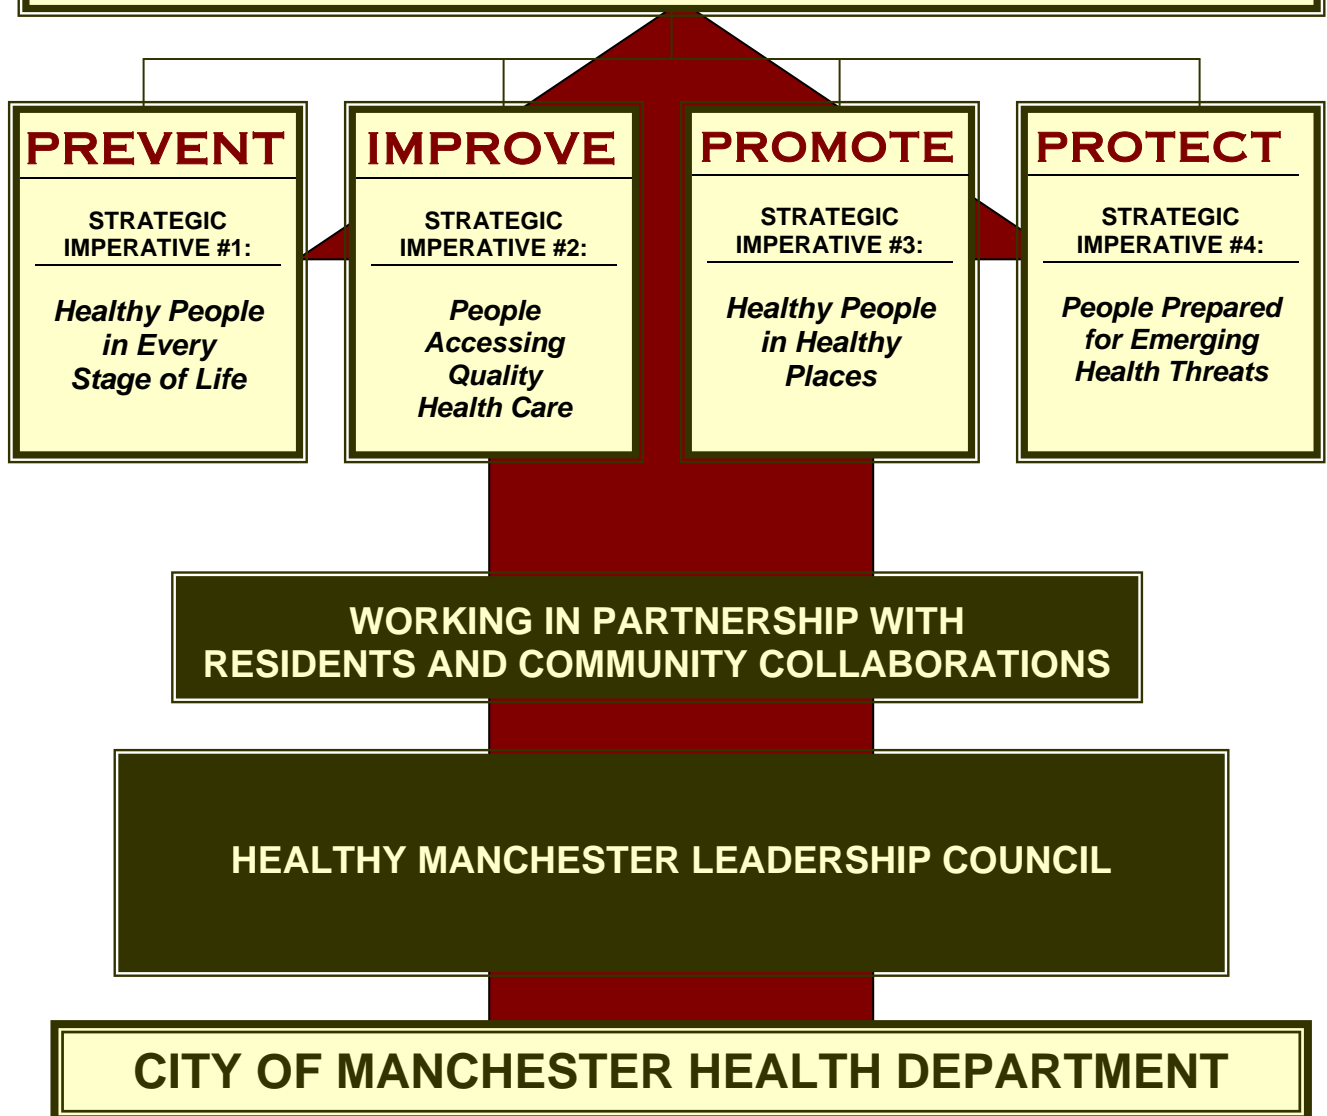 PREVENT
STRATEGIC
IMPERATIVE #1:
Healthy People
in Every
Stage of Life
IMPROVE
STRATEGIC
IMPERATIVE #2:
People
Accessing
Quality
Health Care
PROMOTE
STRATEGIC
IMPERATIVE #3:
Healthy People
in Healthy
Places
PROTECT
STRATEGIC
IMPERATIVE #4:
People Prepared
for Emerging
Health Threats
WORKING IN PARTNERSHIP WITH
RESIDENTS AND COMMUNITY COLLABORATIONS
HEALTHY MANCHESTER LEADERSHIP COUNCIL
CITY OF MANCHESTER HEALTH DEPARTMENT